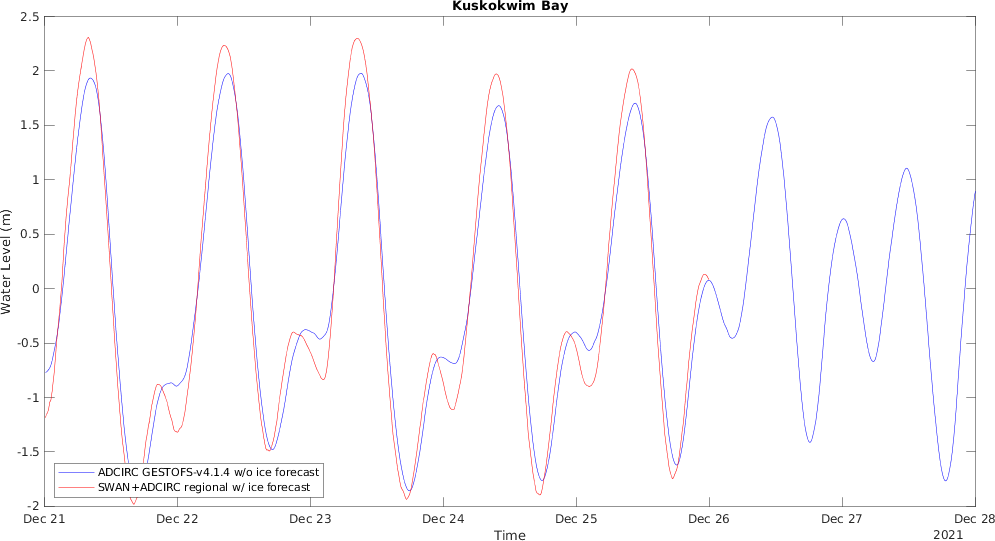 Kuskokwim Bay
2.5
2
1.5
1
0.5
0
-0.5
-1
-1.5
-2
Water Level (m)
ADCIRC GESTOFS-v4.1.4 w/o ice forecast
SWAN+ADCIRC regional w/ ice forecast
Dec 21 Dec 22 Dec 23 Dec 24 Dec 25 Dec 26 Dec 27 Dec 28
Time
2021